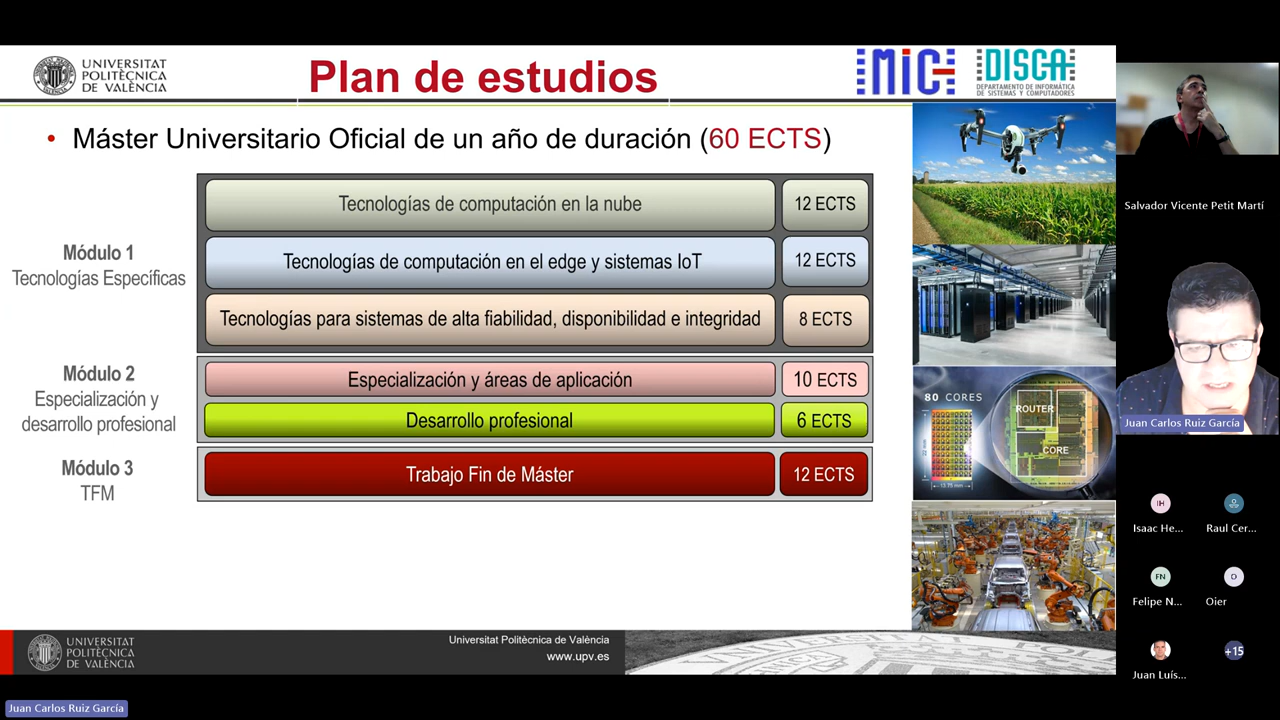 UNIVERSITAT
POLITÈCNICA
DE VALÈNCIA
Plan de estudios
MiC
DISCA
DEPARTAMENTO DE INFORMÁTICA
DE SISTEMAS Y COMPUTADORES
• Máster Universitario Oficial de un año de duración (60 ECTS)
Módulo 1
Tecnologías Específicas
Tecnologías de computación en la nube 12 ECTS
Tecnologías de computación en el edge y sistemas IoT 12 ECTS
Tecnologías para sistemas de alta fiabilidad, disponibilidad e integridad 8 ECTS
Módulo 2
Especialización y
desarrollo profesional
Especialización y áreas de aplicación 10 ECTS
Desarrollo profesional 6 ECTS
Módulo 3
TFM
Trabajo Fin de Máster 12 ECTS
80 CORES
ROUTER
CORE
UNIVERSITAT
POLITÈCNICA
DE VALÈNCIA
Universitat Politècnica de València
www.upv.es
Salvador Vicente Petit Martí
Juan Carlos Ruiz García
IH
Isaac He...
Raul Cer...
FN
Felipe N...
O
Oier
Juan Luís...
+15
Juan Carlos Ruiz García